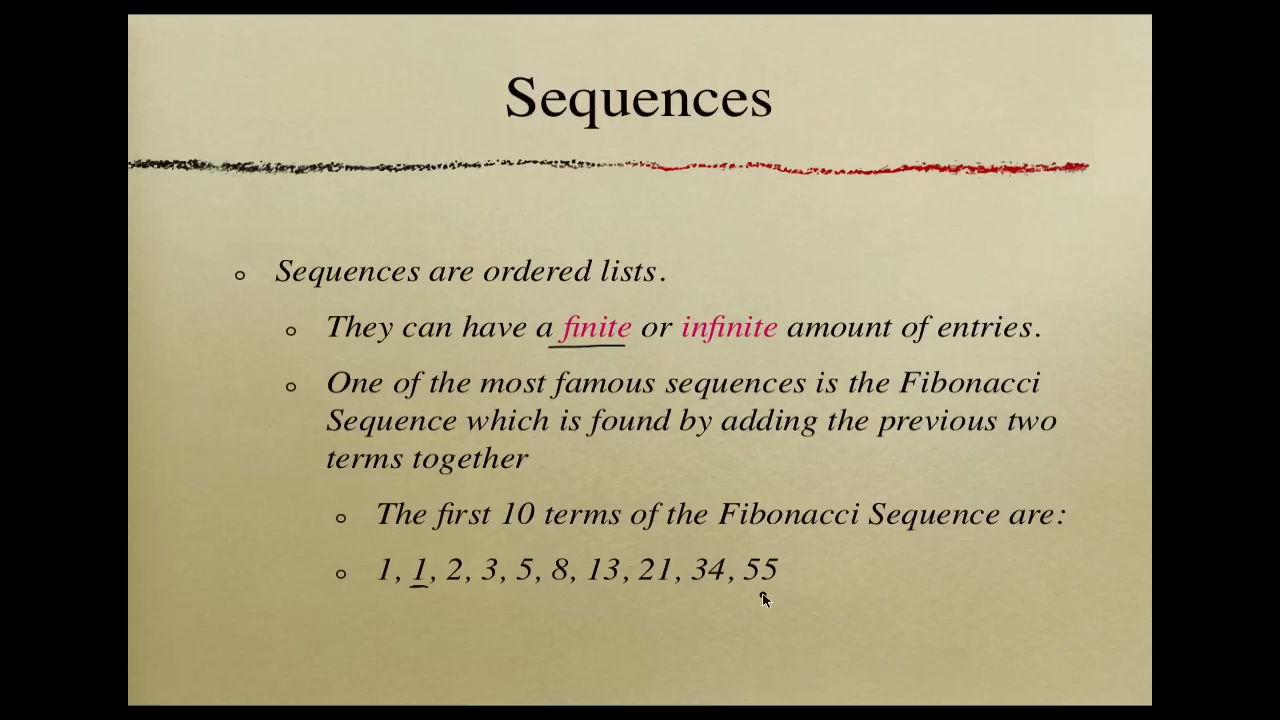 Sequences
Sequences are ordered lists.
They can have a finite or infinite amount of entries.
One of the most famous sequences is the Fibonacci
Sequence which is found by adding the previous two
terms together
The first 10 terms of the Fibonacci Sequence are:
1, 1, 2, 3, 5, 8, 13, 21, 34, 55